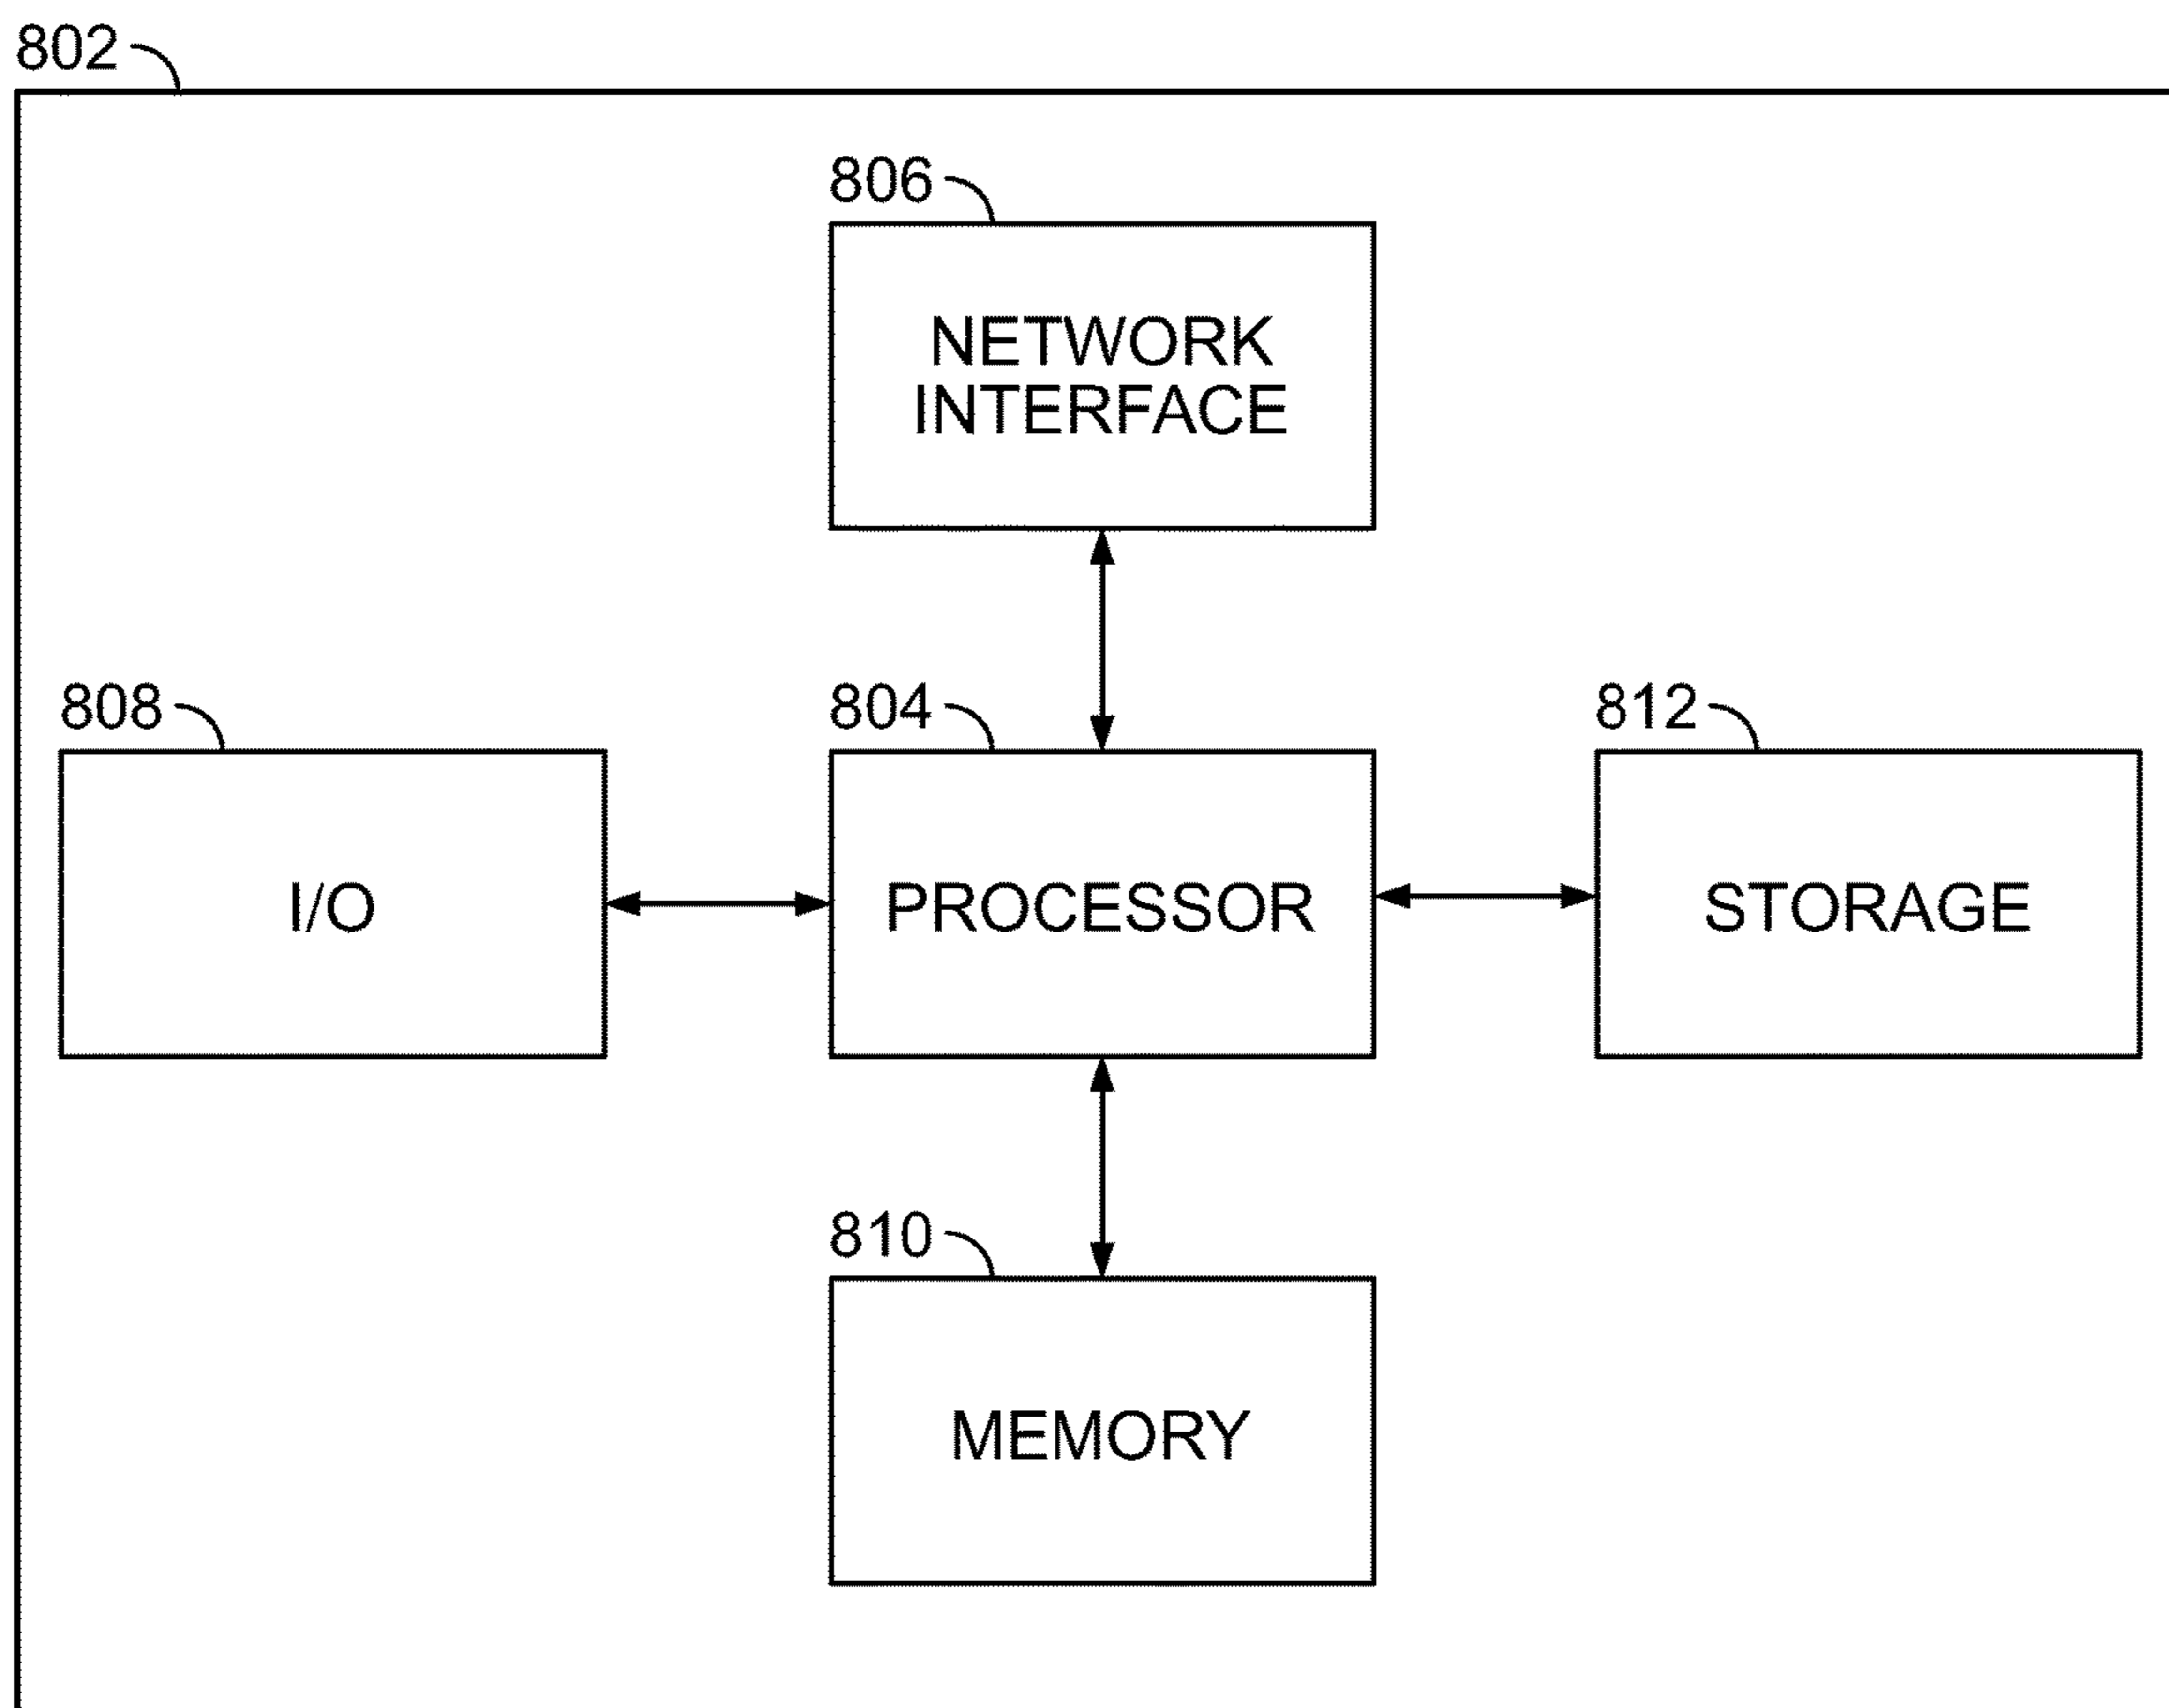 802
806
NETWORK
INTERFACE
808
804
812
I/O
PROCESSOR
STORAGE
810
MEMORY